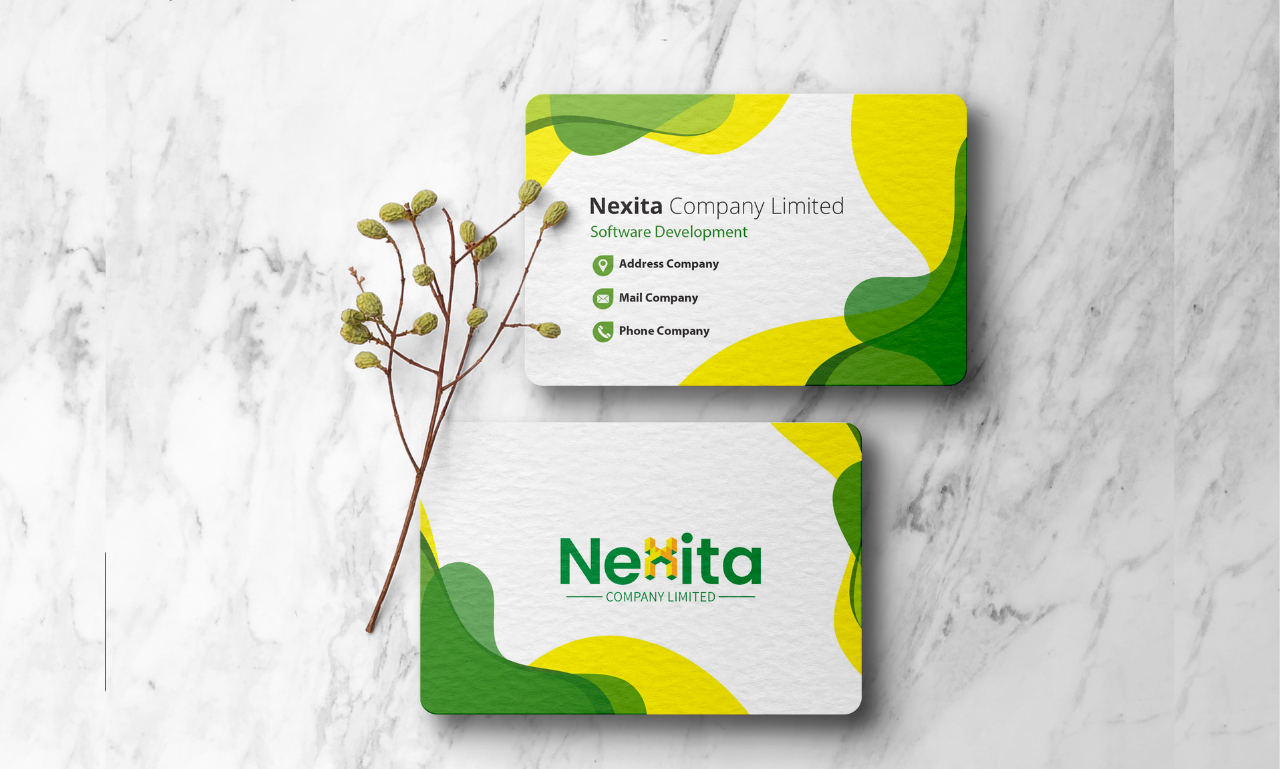 Nexita Company Limited
Software Development
Address Company
Mail Company
Phone Company
Nexita
COMPANY LIMITED